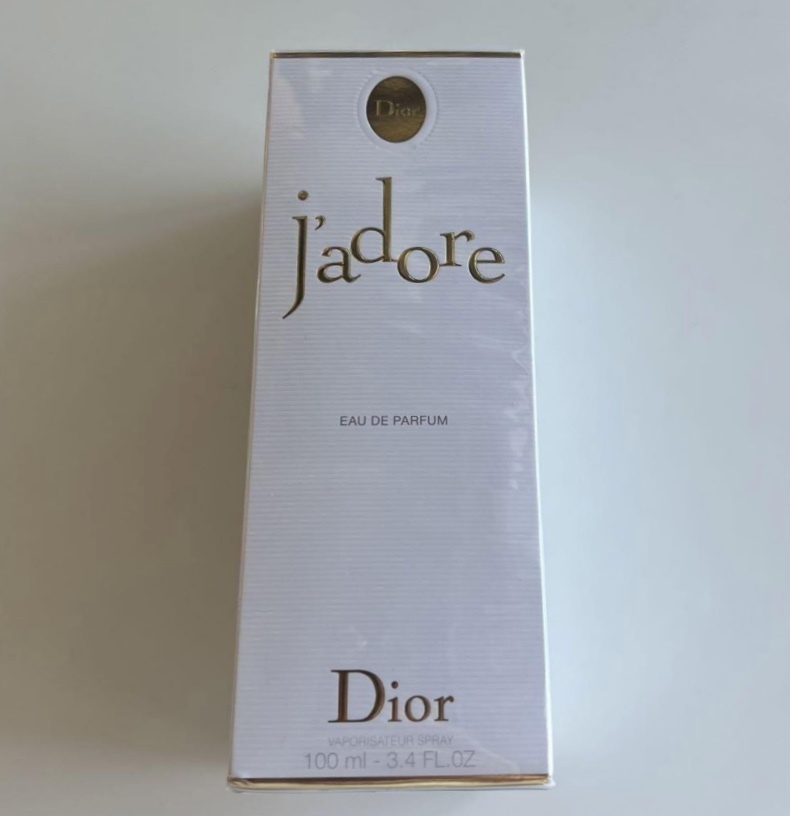 Dior
j'adore
EAU DE PARFUM
Dior
VAPORISATEUR SPRAY
100 ml - 3.4 FL.OZ